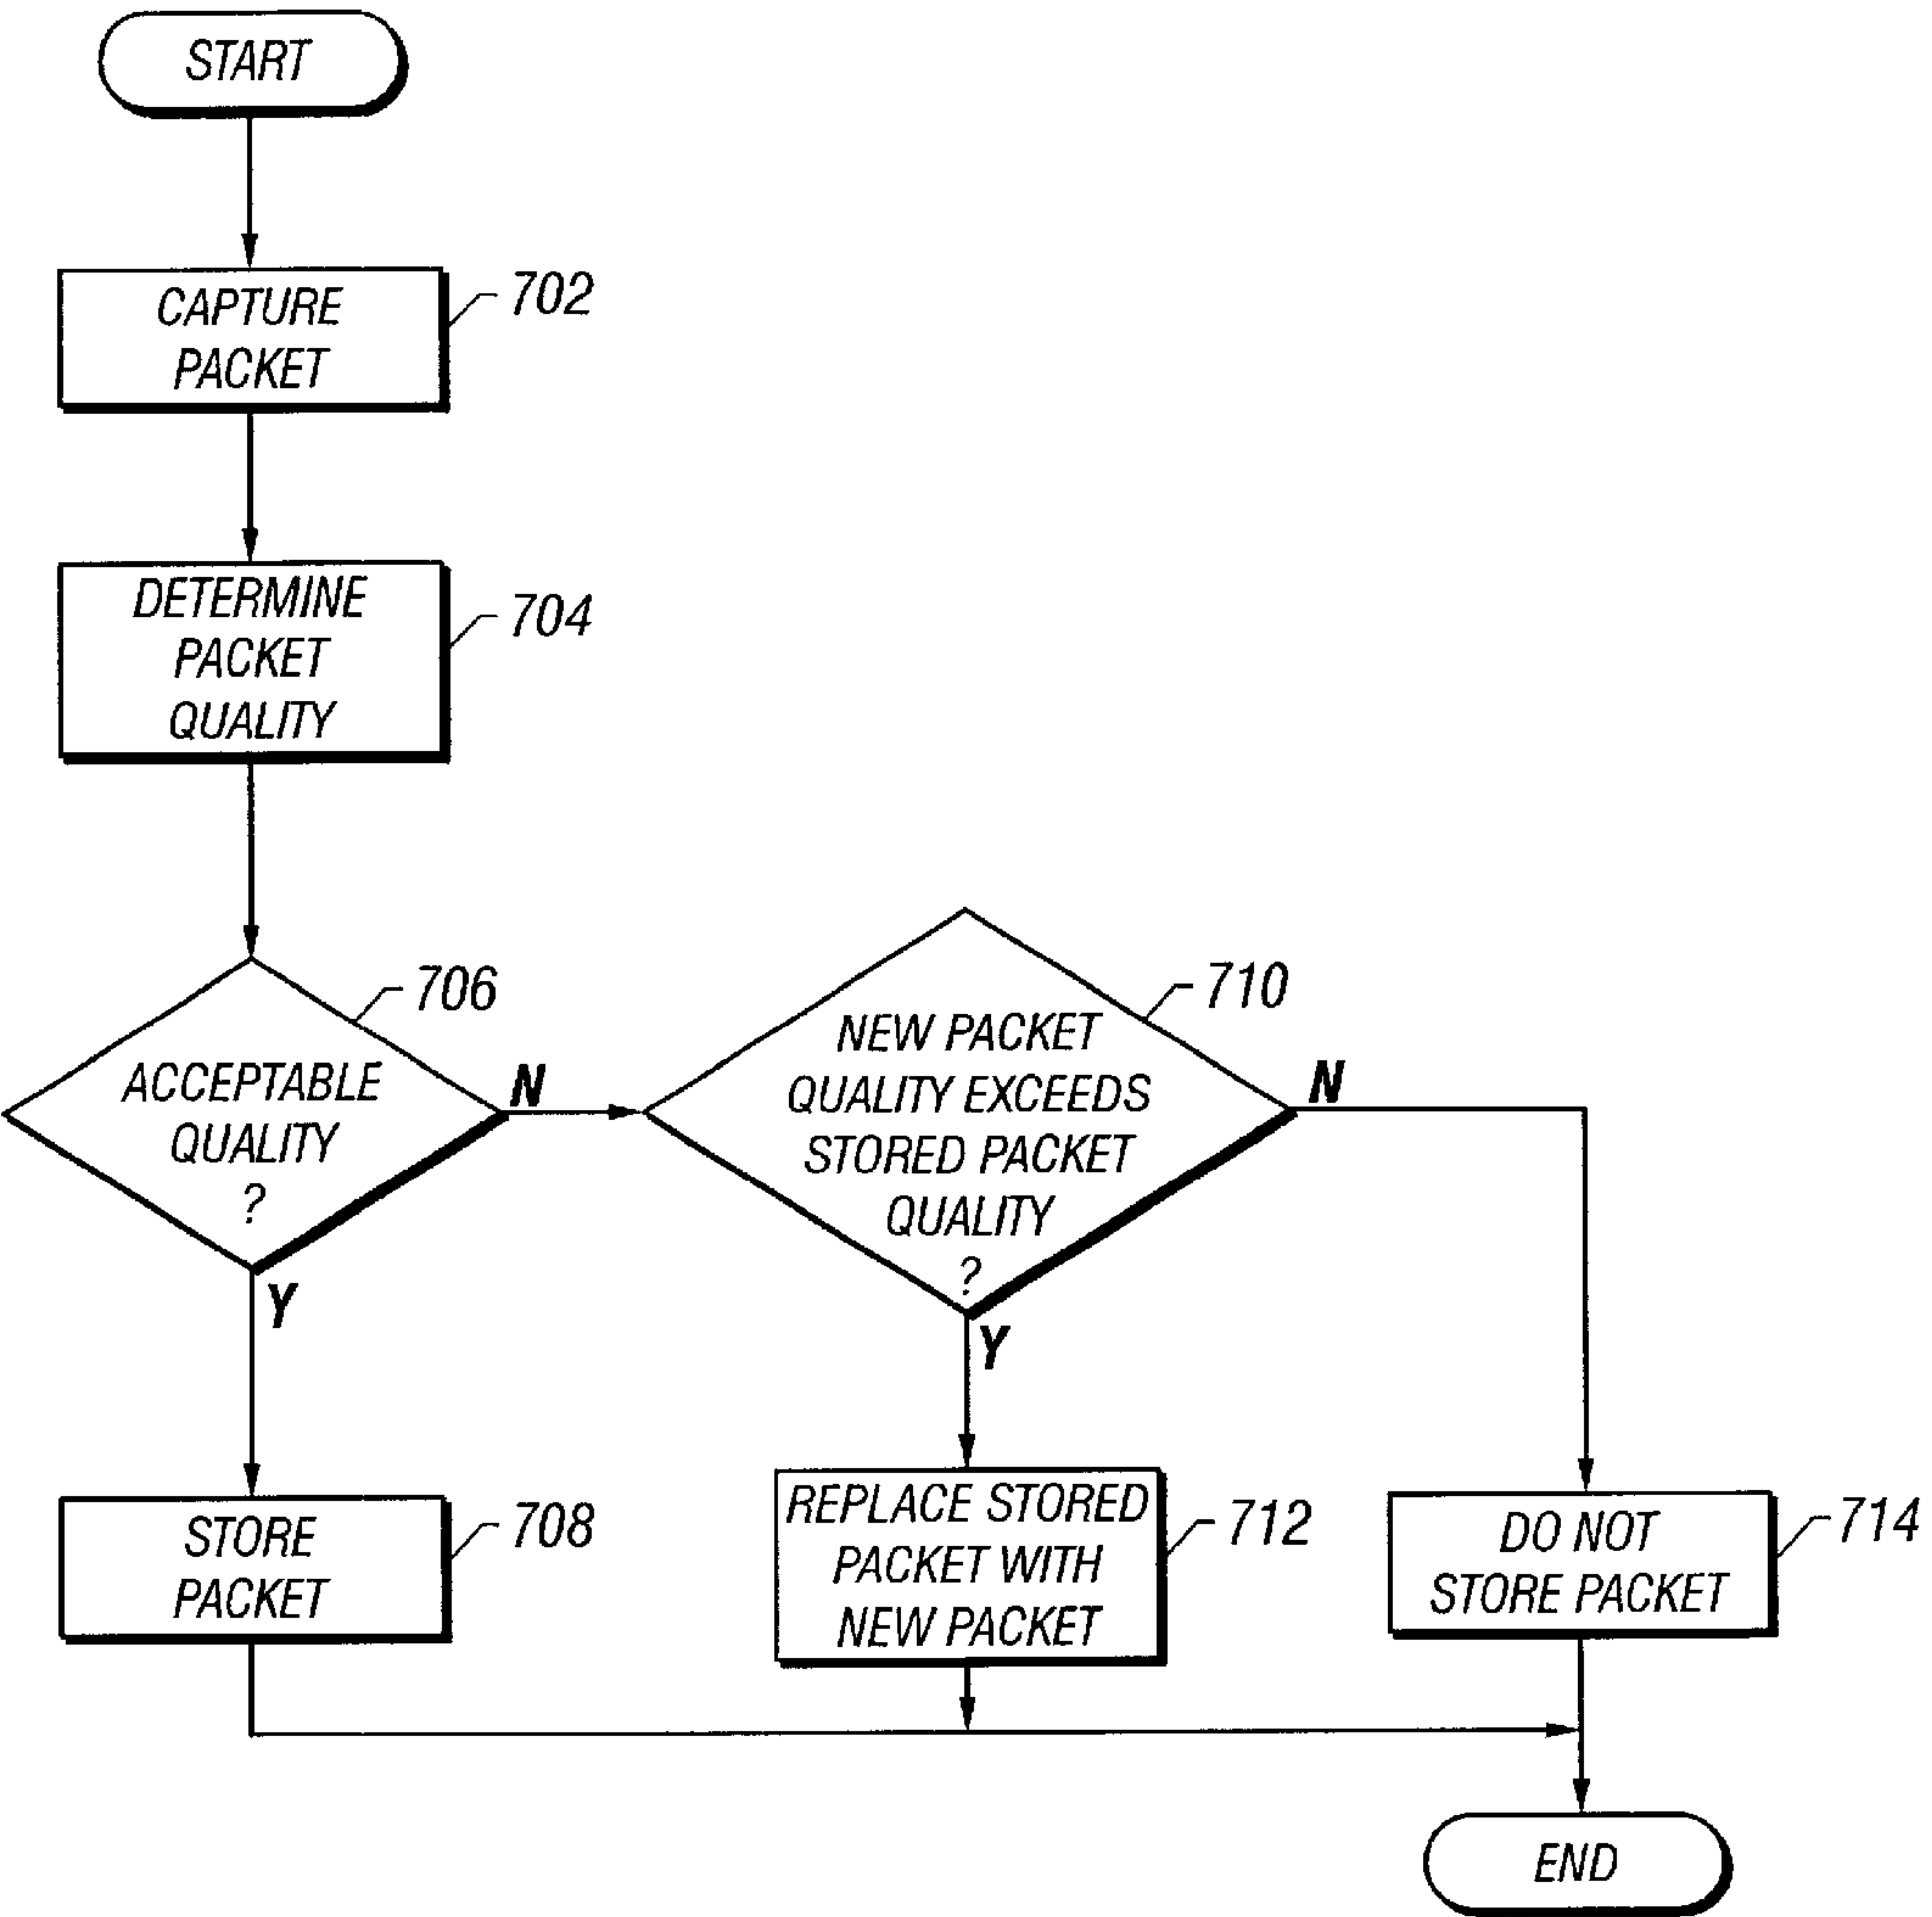 START
CAPTURE
PACKET
702
DETERMINE
PACKET
QUALITY
704
706
ACCEPTABLE
QUALITY
?
N
Y
710
NEW PACKET
QUALITY EXCEEDS
STORED PACKET
QUALITY
?
N
Y
STORE
PACKET
708
REPLACE STORED
PACKET WITH
NEW PACKET
712
DO NOT
STORE PACKET
714
END